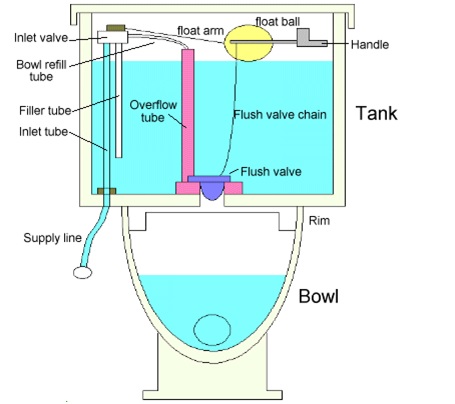 float arm
float ball
Inlet valve
Handle
Bowl refill
tube
Filler tube
Overflow
tube
Flush valve chain
Tank
Inlet tube
Flush valve
Rim
Supply line
Bowl